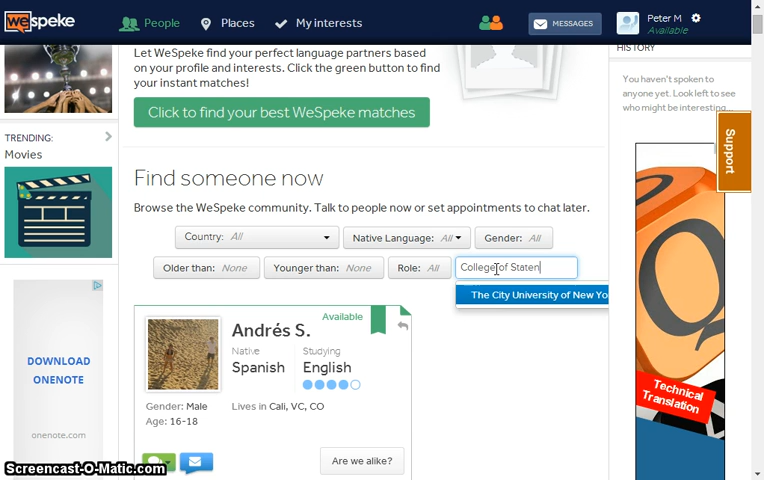 wespeke
People
Places
My interests
MESSAGES
Peter M
Available
Let WeSpeke find your perfect language partners based
on your profile and interests. Click the green button to find
your instant matches!
Click to find your best WeSpeke matches
TRENDING:
Movies
HISTORY
You haven't spoken to
anyone yet. Look left to see
who might be interesting...
Support
Find someone now
Browse the WeSpeke community. Talk to people now or set appointments to chat later.
Country: All
Native Language: All
Gender: All
Older than: None
Younger than: None
Role: All
College of Staten
The City University of New Yo
Available
Andrés S.
Native
Spanish
Studying
English
Gender: Male
Age: 16-18
Lives in Cali, VC, CO
Are we alike?
DOWNLOAD
ONENOTE
onenote.com
Q
Technical
Translation
Screencast-O-Matic.com